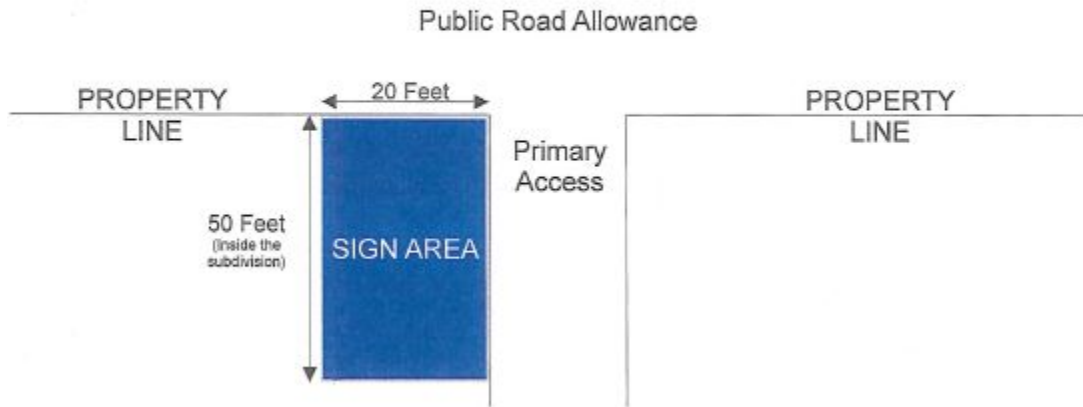 Public Road Allowance
20 Feet
PROPERTY
LINE
PROPERTY
LINE
Primary
Access
50 Feet
(Inside the
subdivision)
SIGN AREA